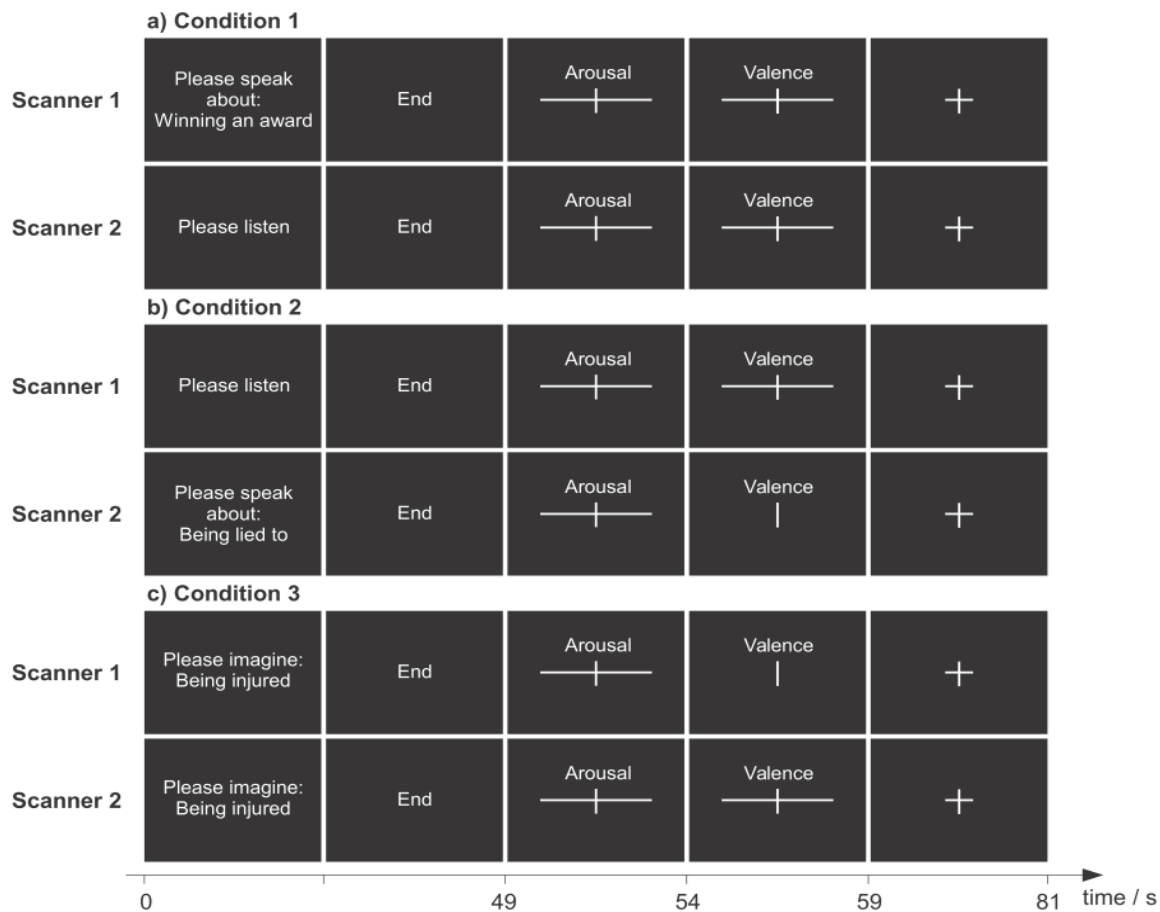 a) Condition 1
Scanner 1
Please speak
about:
Winning an award
End
Arousal
Valence
Scanner 2
Please listen
End
Arousal
Valence
b) Condition 2
Scanner 1
Please listen
End
Arousal
Valence
Scanner 2
Please speak
about:
Being lied to
End
Arousal
Valence
c) Condition 3
Scanner 1
Please imagine:
Being injured
End
Arousal
Valence
Scanner 2
Please imagine:
Being injured
End
Arousal
Valence
0 49 54 59 81 time / s